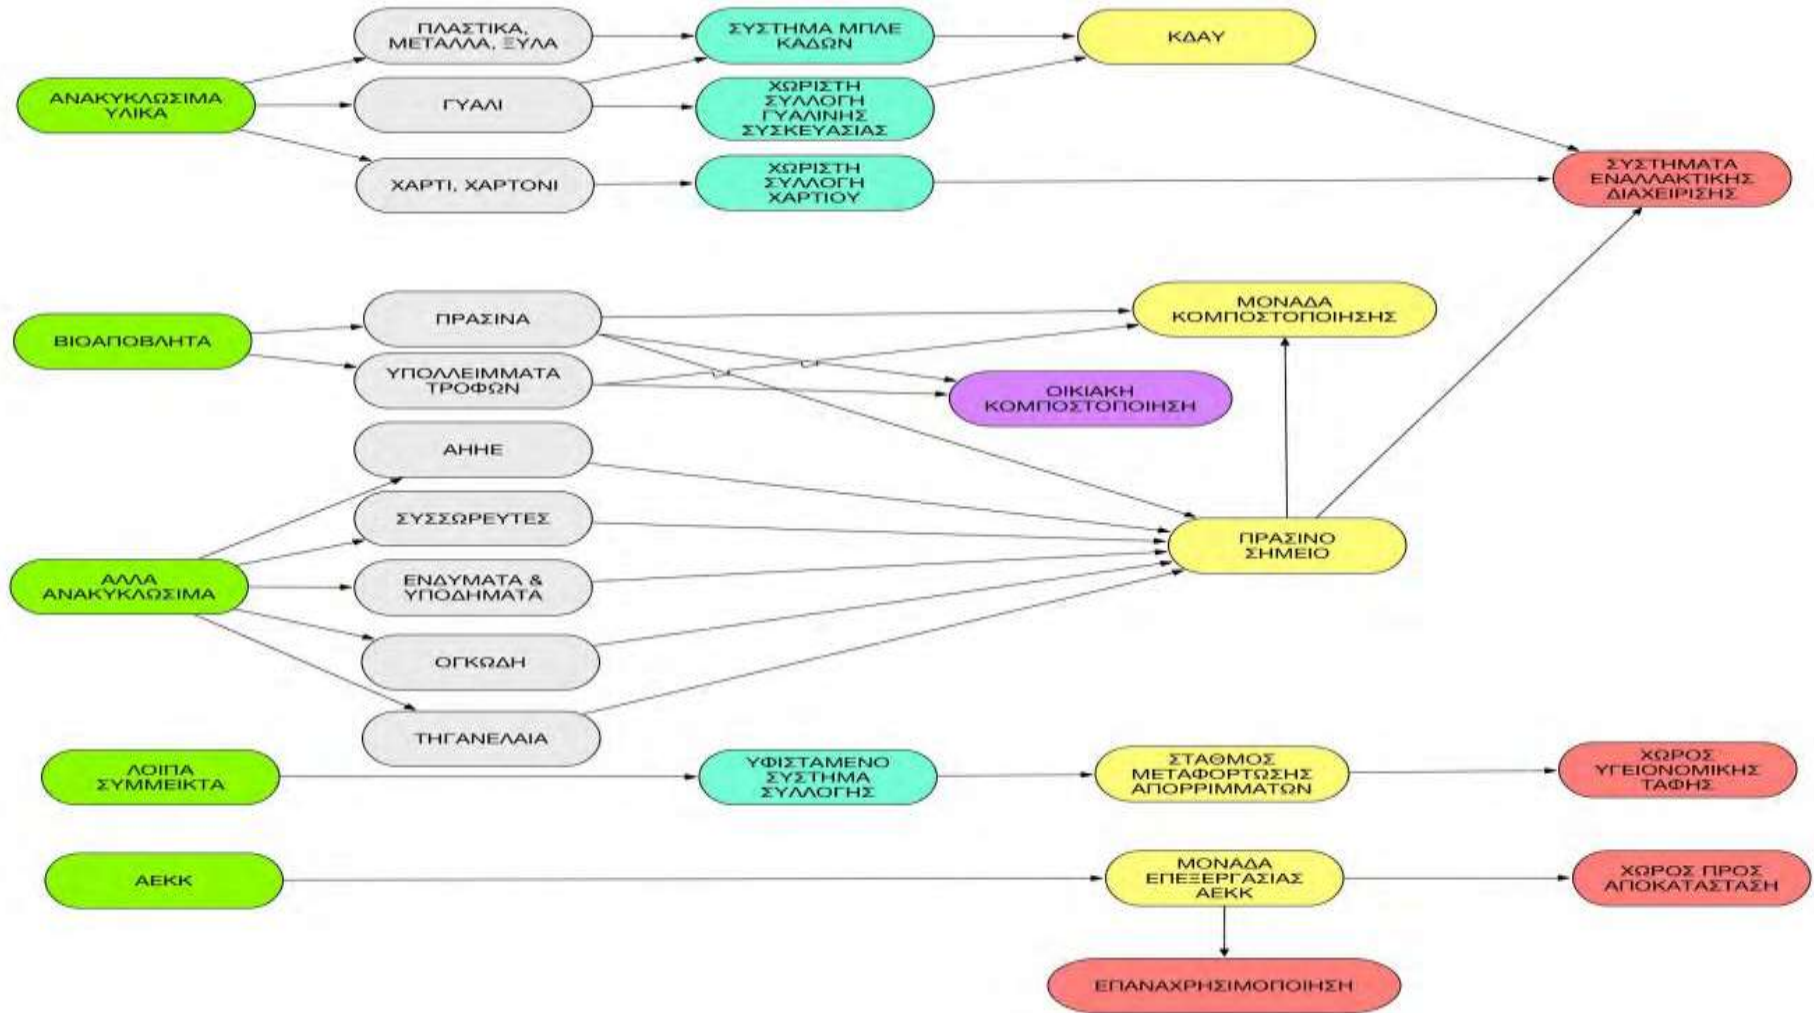 ΠΛΑΣΤΙΚΑ,
ΜΕΤΑΛΛΑ, ΞΥΛΑ
ΣΥΣΤΗΜΑ ΜΠΛΕ
ΚΑΔΩΝ
ΚΔΑΥ
ΑΝΑΚΥΚΛΩΣΙΜΑ
ΥΛΙΚΑ
ΓΥΑΛΙ
ΧΩΡΙΣΤΗ
ΣΥΛΛΟΓΗ
ΓΥΑΛΙΝΗΣ
ΣΥΣΚΕΥΑΣΙΑΣ
ΧΑΡΤΙ, ΧΑΡΤΟΝΙ
ΧΩΡΙΣΤΗ
ΣΥΛΛΟΓΗ
ΧΑΡΤΙΟΥ
ΣΥΣΤΗΜΑΤΑ
ΕΝΑΛΛΑΚΤΙΚΗΣ
ΔΙΑΧΕΙΡΙΣΗΣ
ΒΙΟΑΠΟΒΛΗΤΑ
ΠΡΑΣΙΝΑ
ΜΟΝΑΔΑ
ΚΟΜΠΟΣΤΟΠΟΙΗΣΗΣ
ΥΠΟΛΛΕΙΜΜΑΤΑ
ΤΡΟΦΩΝ
ΟΙΚΙΑΚΗ
ΚΟΜΠΟΣΤΟΠΟΙΗΣΗ
ΑΗΗΕ
ΣΥΣΣΩΡΕΥΤΕΣ
ΠΡΑΣΙΝΟ
ΣΗΜΕΙΟ
ΑΛΛΑ
ΑΝΑΚΥΚΛΩΣΙΜΑ
ΕΝΔΥΜΑΤΑ &
ΥΠΟΔΗΜΑΤΑ
ΟΓΚΩΔΗ
ΤΗΓΑΝΕΛΑΙΑ
ΛΟΙΠΑ
ΣΥΜΜΕΙΚΤΑ
ΥΦΙΣΤΑΜΕΝΟ
ΣΥΣΤΗΜΑ
ΣΥΛΛΟΓΗΣ
ΣΤΑΘΜΟΣ
ΜΕΤΑΦΟΡΤΩΣΗΣ
ΑΠΟΡΡΙΜΜΑΤΩΝ
ΧΩΡΟΣ
ΥΓΕΙΟΝΟΜΙΚΗΣ
ΤΑΦΗΣ
ΑΕΚΚ
ΜΟΝΑΔΑ
ΕΠΕΞΕΡΓΑΣΙΑΣ
ΑΕΚΚ
ΧΩΡΟΣ ΠΡΟΣ
ΑΠΟΚΑΤΑΣΤΑΣΗ
ΕΠΑΝΑΧΡΗΣΙΜΟΠΟΙΗΣΗ